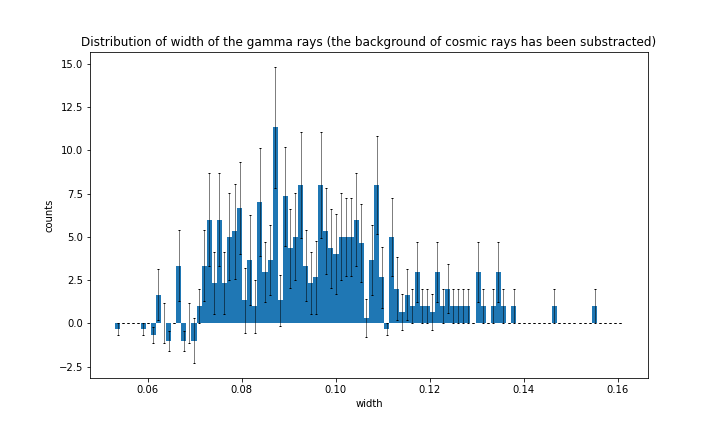 Distribution of width of the gamma rays (the background of cosmic rays has been substracted)
15.0
12.5
10.0
7.5
5.0
2.5
0.0
−2.5
counts
0.06 0.08 0.10 0.12 0.14 0.16
width